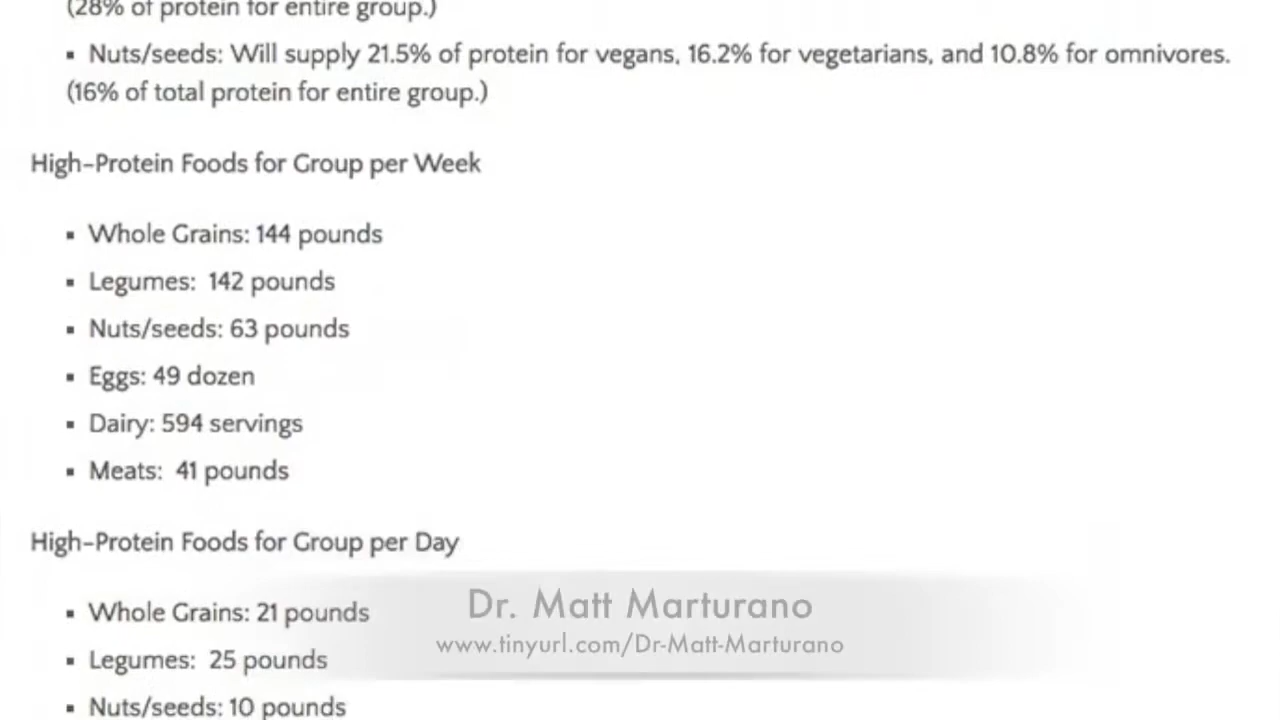 (28% of protein for entire group.)
▪ Nuts/seeds: Will supply 21.5% of protein for vegans, 16.2% for vegetarians, and 10.8% for omnivores.
(16% of total protein for entire group.)
High-Protein Foods for Group per Week
▪ Whole Grains: 144 pounds
▪ Legumes: 142 pounds
▪ Nuts/seeds: 63 pounds
▪ Eggs: 49 dozen
▪ Dairy: 594 servings
▪ Meats: 41 pounds
High-Protein Foods for Group per Day
▪ Whole Grains: 21 pounds
▪ Legumes: 25 pounds
▪ Nuts/seeds: 10 pounds
Dr. Matt Marturano
www.tinyurl.com/Dr-Matt-Marturano